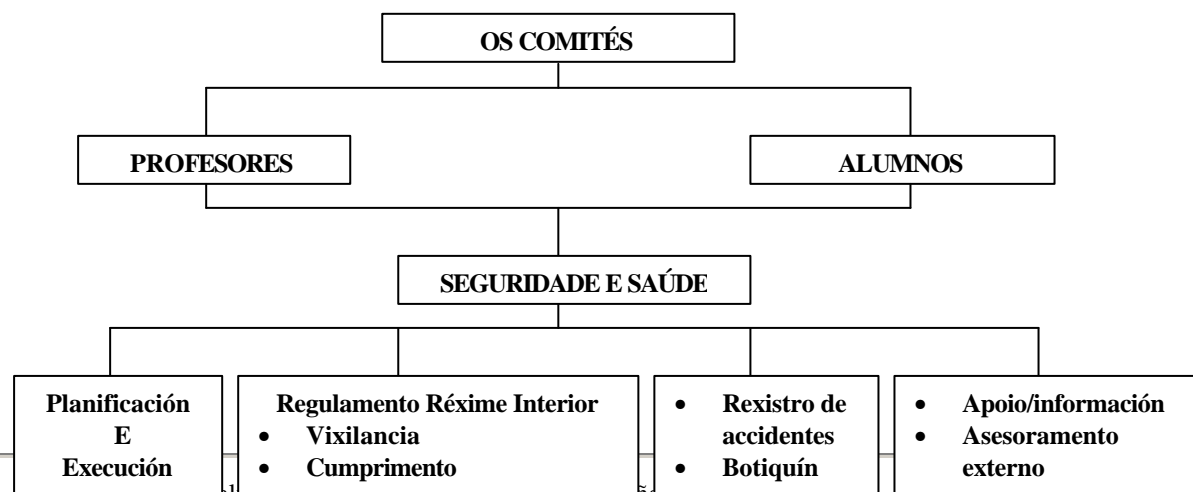 OS COMITÉS
PROFESORES
ALUMNOS
SEGURIDADE E SAÚDE
Planificación
E
Execución
Regulamento Réxime Interior
• Vixilancia
• Cumprimento
• Rexistro de
accidentes
• Botiquín
• Apoio/información
• Asesoramento
externo